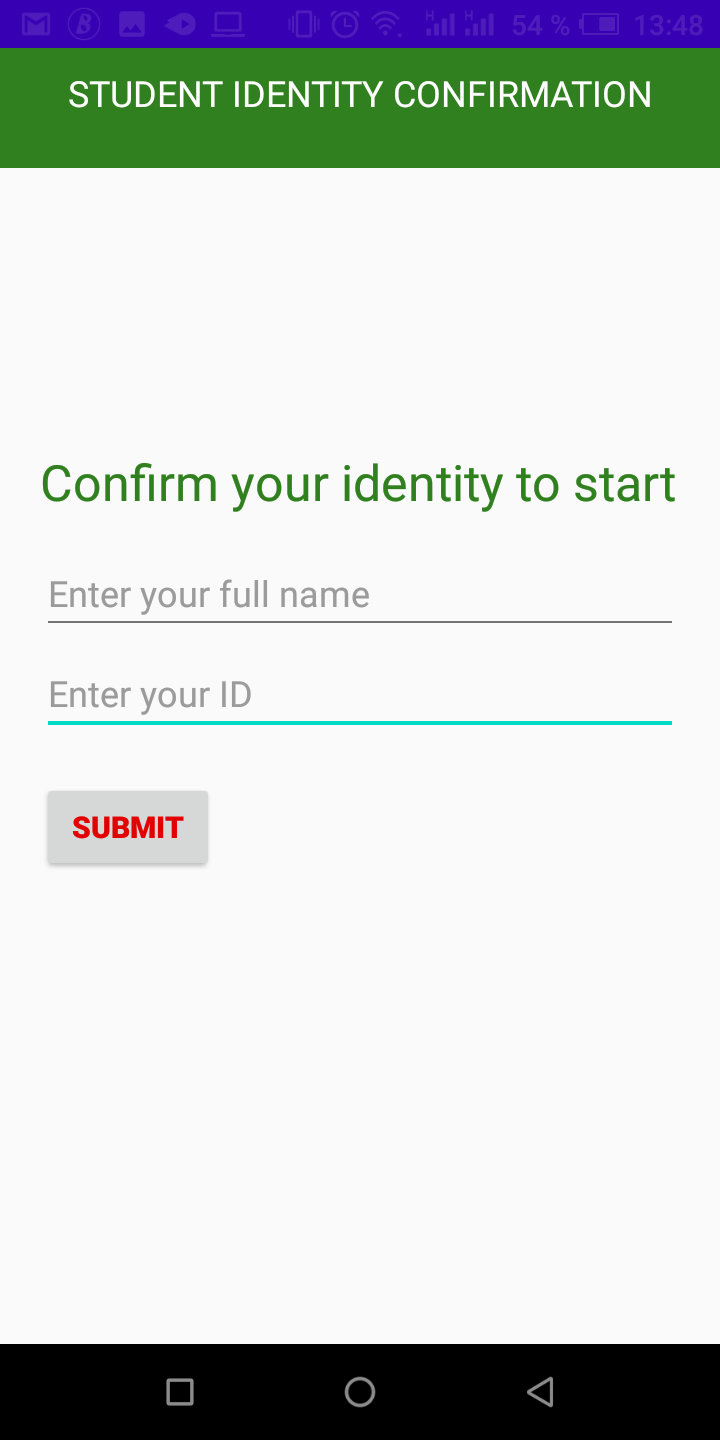 54 % 13:48
STUDENT IDENTITY CONFIRMATION
Confirm your identity to start
Enter your full name
Enter your ID
SUBMIT